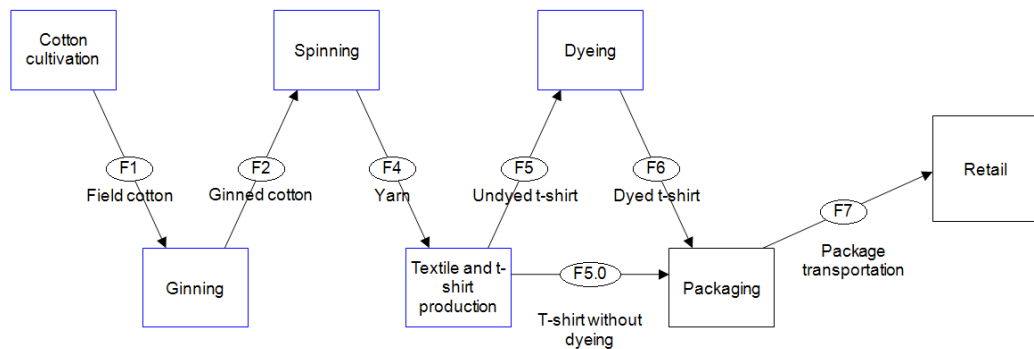 Cotton
cultivation
Spinning
Dyeing
Retail
F1
Field cotton
F2
Ginned cotton
F4
Yarn
F5
Undyed t-shirt
F6
Dyed t-shirt
F7
Package
transportation
Ginning
Textile and t-
shirt
production
F5.0
T-shirt without
dyeing
Packaging